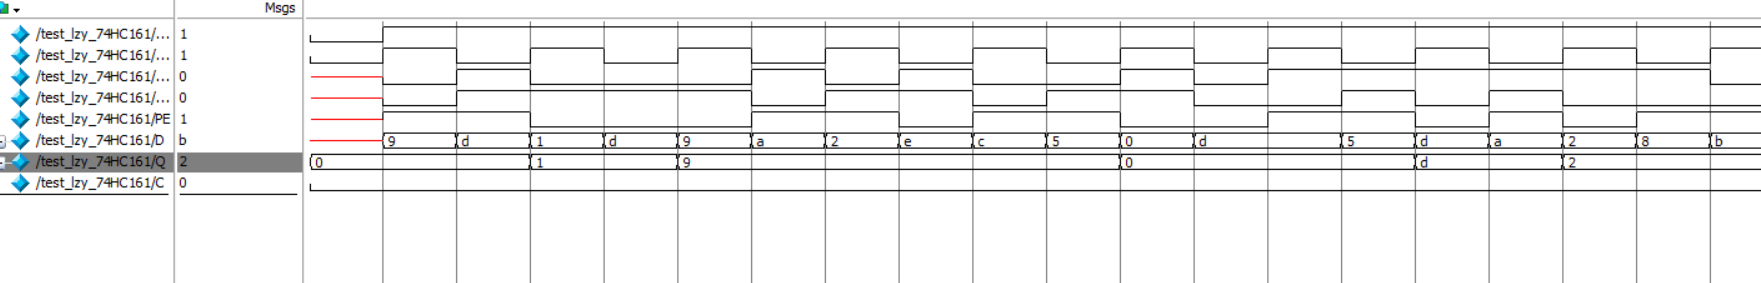 Msgs
/test_lzy_74HC161/... 1
/test_lzy_74HC161/... 1
/test_lzy_74HC161/... 0
/test_lzy_74HC161/... 0
/test_lzy_74HC161/PE 1
/test_lzy_74HC161/D b 9 d 1 d 9 a 2 e c 5 0 d 5 d a 2 8 b
/test_lzy_74HC161/Q 2 0 1 9 0 d 2
/test_lzy_74HC161/C 0